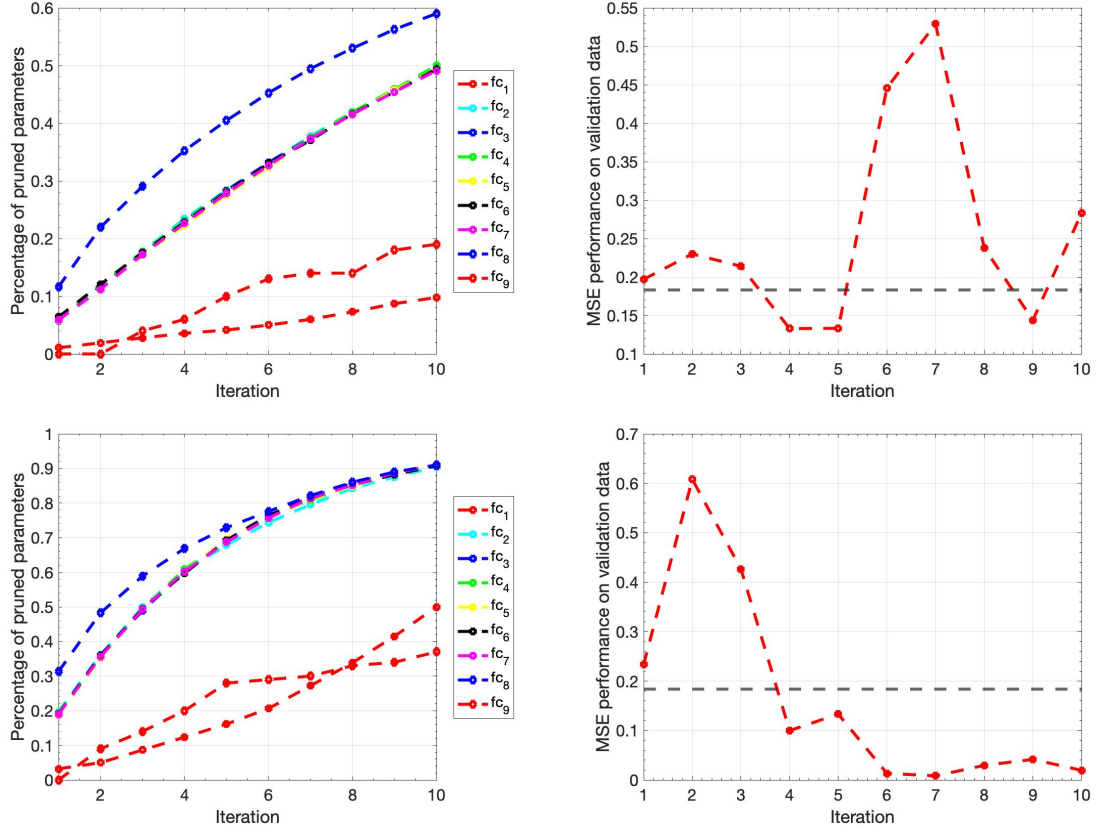 0.6
0.5
0.4
0.3
0.2
0.1
0
2
4
6
8
10
Iteration
Percentage of pruned parameters
fc1
fc2
fc3
fc4
fc5
fc6
fc7
fc8
fc9
0.55
0.5
0.45
0.4
0.35
0.3
0.25
0.2
0.15
0.1
1
2
3
4
5
6
7
8
9
10
Iteration
MSE performance on validation data
1
0.9
0.8
0.7
0.6
0.5
0.4
0.3
0.2
0.1
0
2
4
6
8
10
Iteration
Percentage of pruned parameters
fc1
fc2
fc3
fc4
fc5
fc6
fc7
fc8
fc9
0.7
0.6
0.5
0.4
0.3
0.2
0.1
0
1
2
3
4
5
6
7
8
9
10
Iteration
MSE performance on validation data